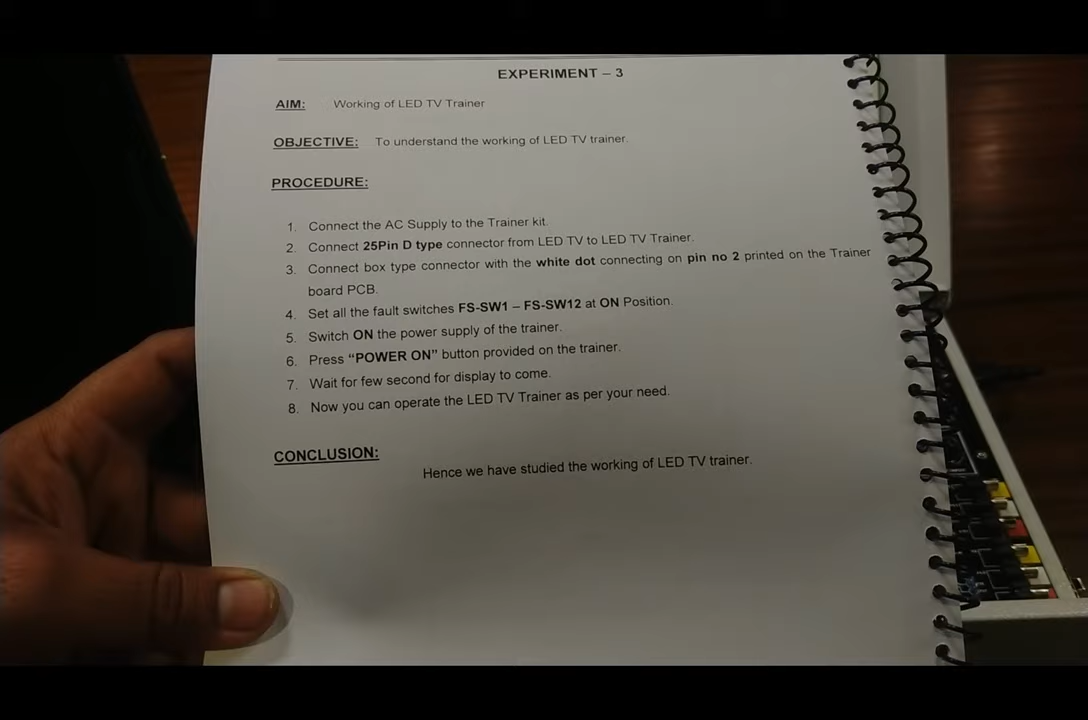 EXPERIMENT – 3
AIM: Working of LED TV Trainer
OBJECTIVE: To understand the working of LED TV trainer.
PROCEDURE:
1. Connect the AC Supply to the Trainer kit.
2. Connect 25Pin D type connector from LED TV to LED TV Trainer.
3. Connect box type connector with the white dot connecting on pin no 2 printed on the Trainer
board PCB.
4. Set all the fault switches FS-SW1 – FS-SW12 at ON Position.
5. Switch ON the power supply of the trainer.
6. Press “POWER ON” button provided on the trainer.
7. Wait for few second for display to come.
8. Now you can operate the LED TV Trainer as per your need.
CONCLUSION:
Hence we have studied the working of LED TV trainer.